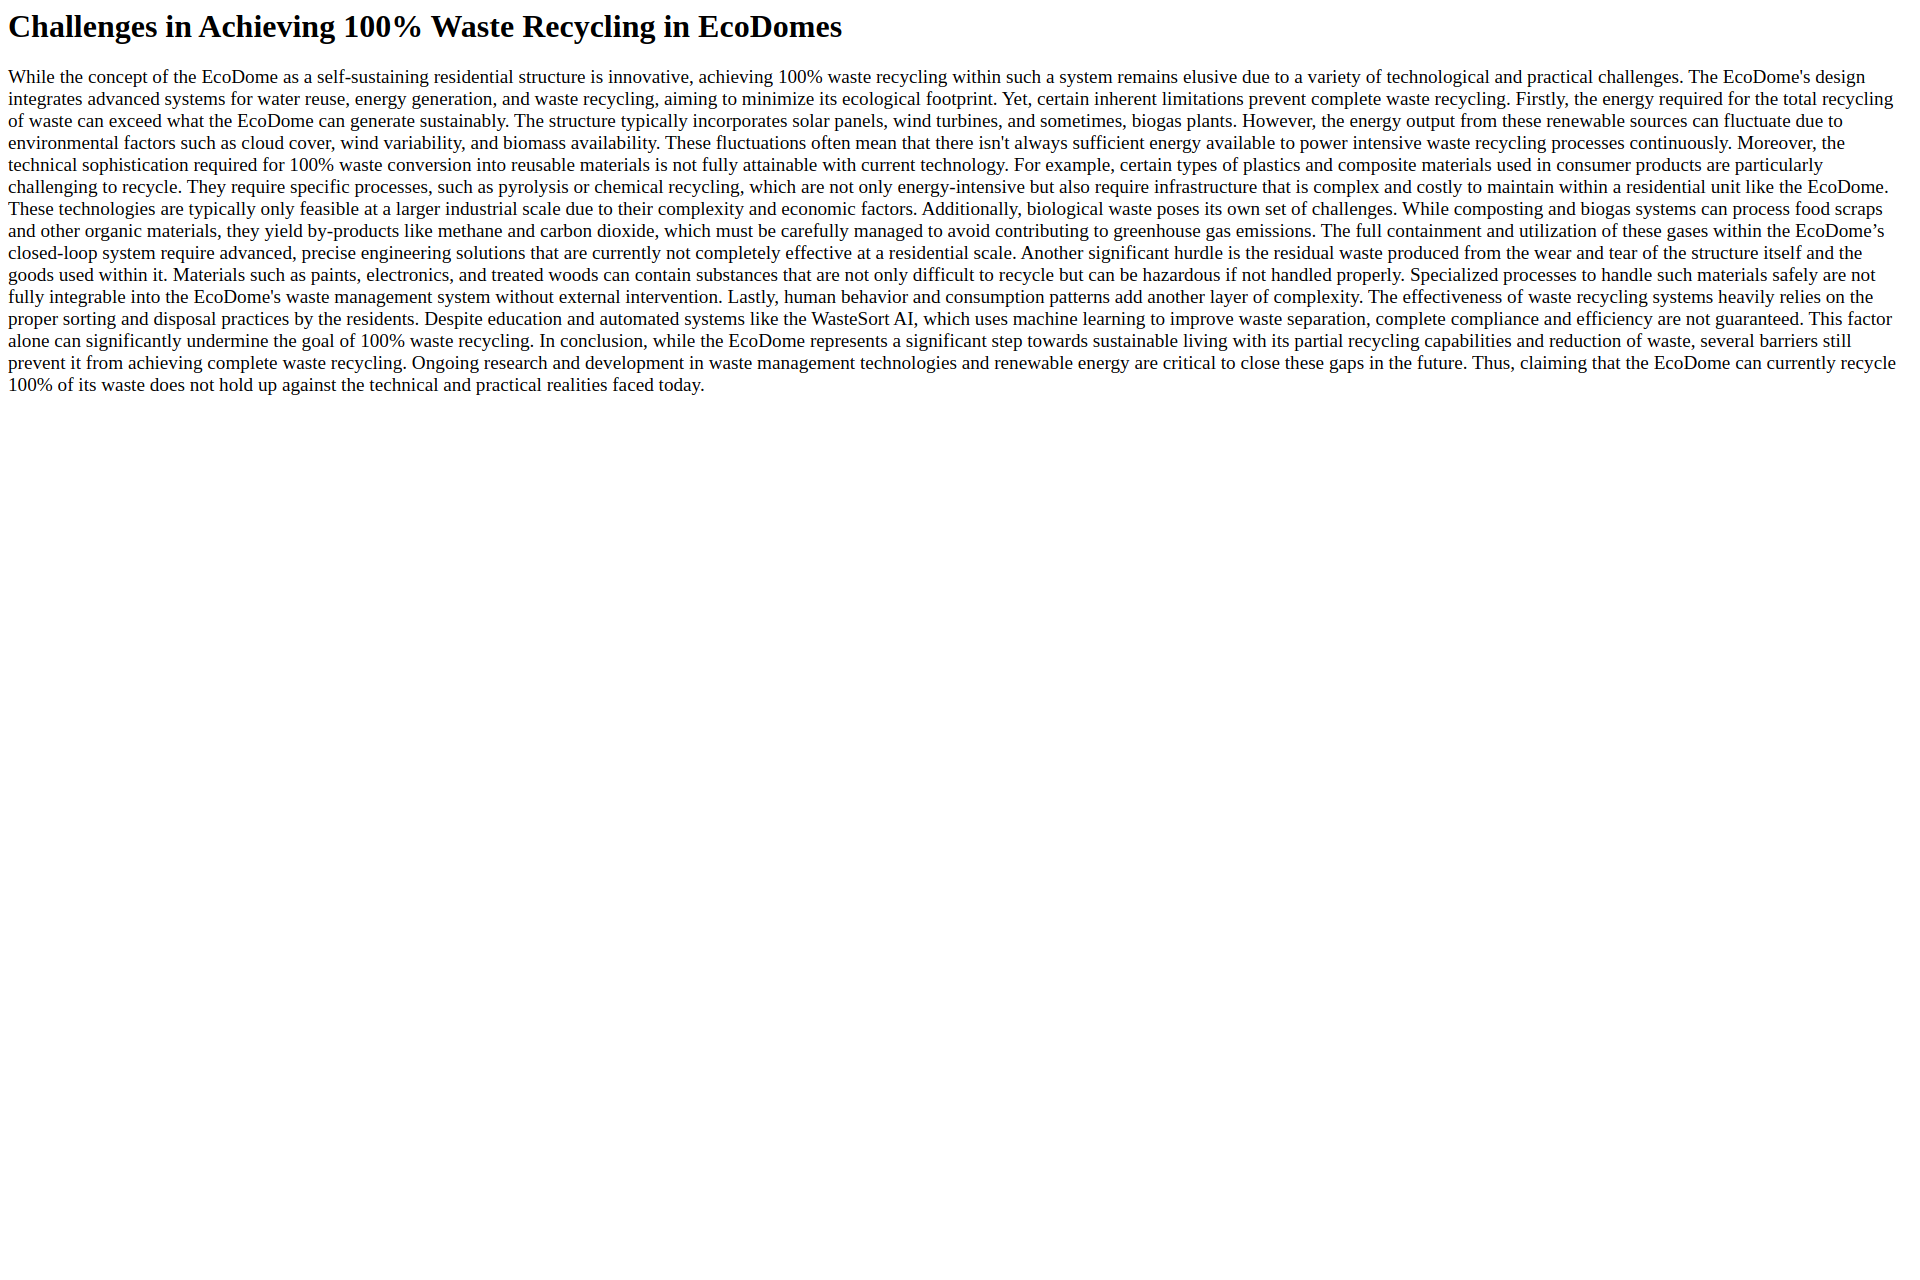 Challenges in Achieving 100% Waste Recycling in EcoDomes
While the concept of the EcoDome as a self-sustaining residential structure is innovative, achieving 100% waste recycling within such a system remains elusive due to a variety of technological and practical challenges. The EcoDome's design
integrates advanced systems for water reuse, energy generation, and waste recycling, aiming to minimize its ecological footprint. Yet, certain inherent limitations prevent complete waste recycling. Firstly, the energy required for the total recycling
of waste can exceed what the EcoDome can generate sustainably. The structure typically incorporates solar panels, wind turbines, and sometimes, biogas plants. However, the energy output from these renewable sources can fluctuate due to
environmental factors such as cloud cover, wind variability, and biomass availability. These fluctuations often mean that there isn't always sufficient energy available to power intensive waste recycling processes continuously. Moreover, the
technical sophistication required for 100% waste conversion into reusable materials is not fully attainable with current technology. For example, certain types of plastics and composite materials used in consumer products are particularly
challenging to recycle. They require specific processes, such as pyrolysis or chemical recycling, which are not only energy-intensive but also require infrastructure that is complex and costly to maintain within a residential unit like the EcoDome.
These technologies are typically only feasible at a larger industrial scale due to their complexity and economic factors. Additionally, biological waste poses its own set of challenges. While composting and biogas systems can process food scraps
and other organic materials, they yield by-products like methane and carbon dioxide, which must be carefully managed to avoid contributing to greenhouse gas emissions. The full containment and utilization of these gases within the EcoDome’s
closed-loop system require advanced, precise engineering solutions that are currently not completely effective at a residential scale. Another significant hurdle is the residual waste produced from the wear and tear of the structure itself and the
goods used within it. Materials such as paints, electronics, and treated woods can contain substances that are not only difficult to recycle but can be hazardous if not handled properly. Specialized processes to handle such materials safely are not
fully integrable into the EcoDome's waste management system without external intervention. Lastly, human behavior and consumption patterns add another layer of complexity. The effectiveness of waste recycling systems heavily relies on the
proper sorting and disposal practices by the residents. Despite education and automated systems like the WasteSort AI, which uses machine learning to improve waste separation, complete compliance and efficiency are not guaranteed. This factor
alone can significantly undermine the goal of 100% waste recycling. In conclusion, while the EcoDome represents a significant step towards sustainable living with its partial recycling capabilities and reduction of waste, several barriers still
prevent it from achieving complete waste recycling. Ongoing research and development in waste management technologies and renewable energy are critical to close these gaps in the future. Thus, claiming that the EcoDome can currently recycle
100% of its waste does not hold up against the technical and practical realities faced today.